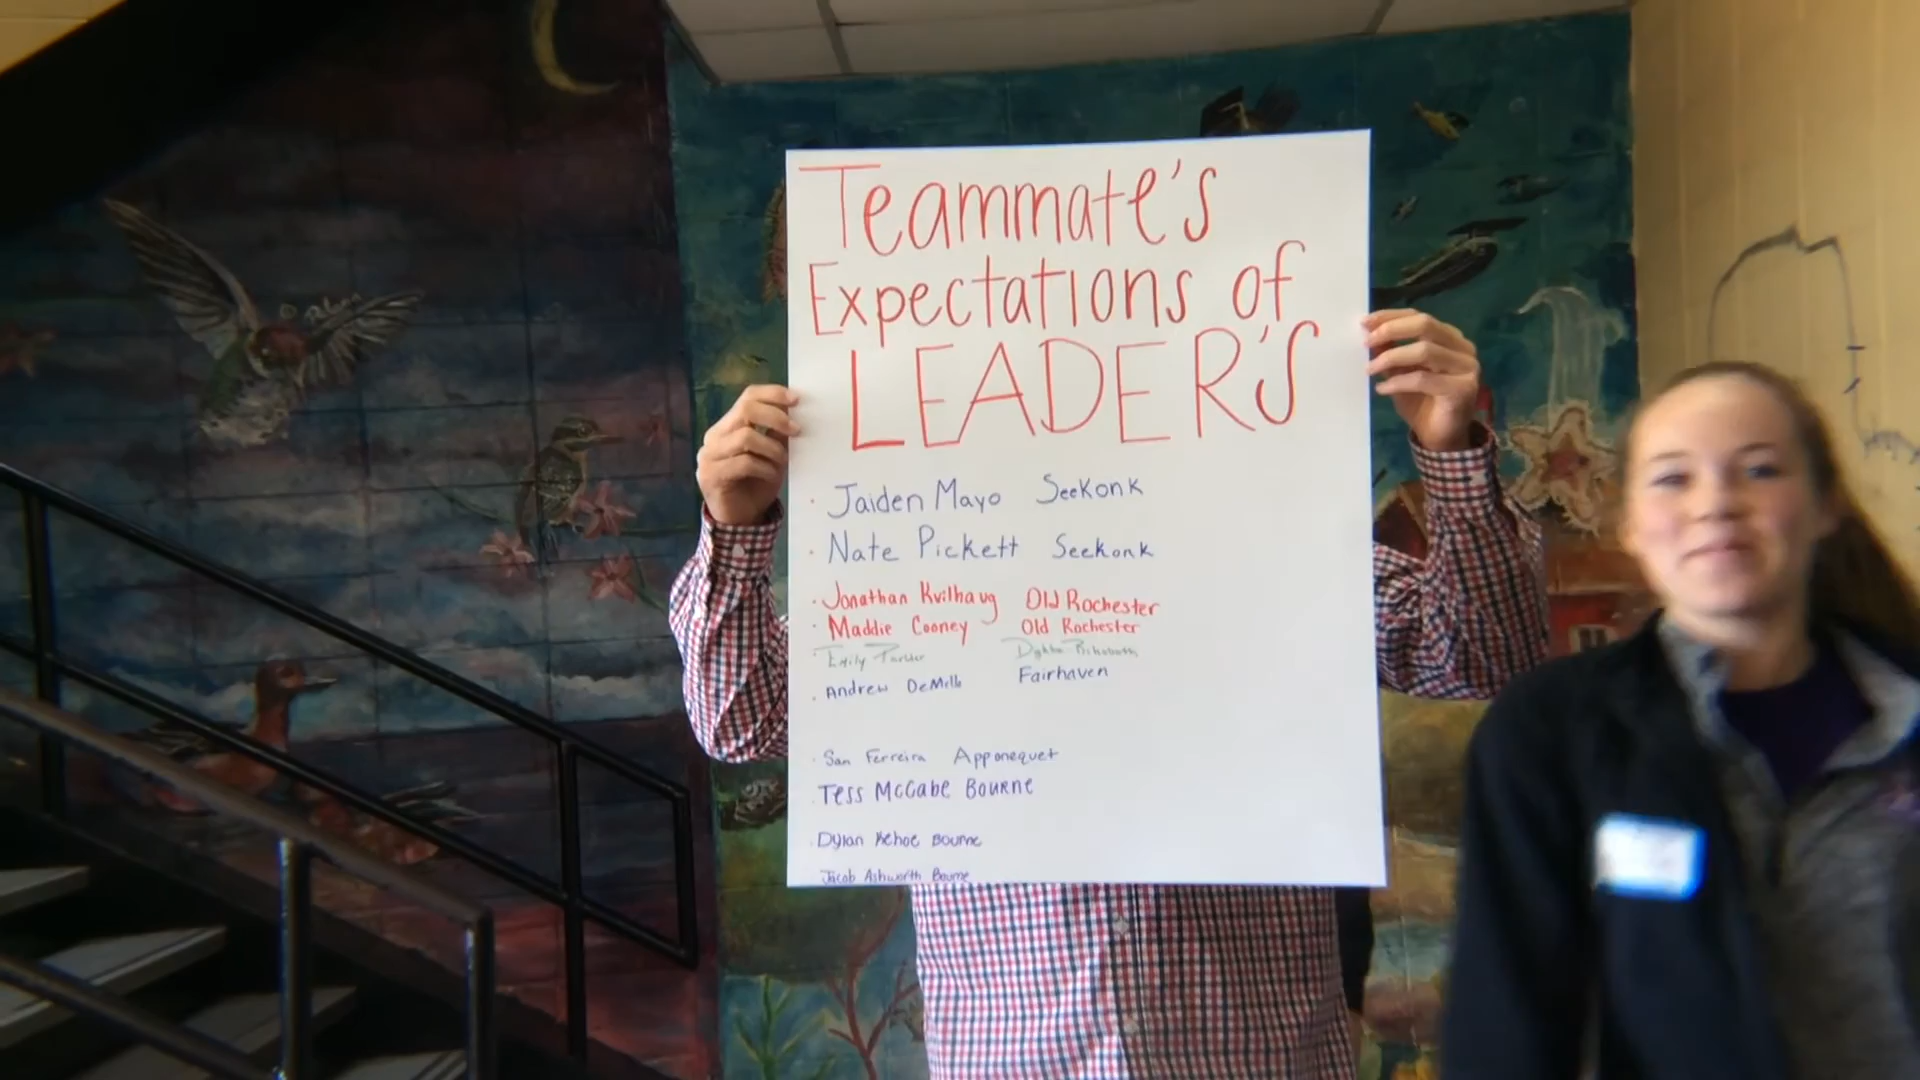 Teammate's
Expectations of
LEADER'S
· Jaiden Mayo Seekonk
· Nate Pickett Seekonk
· Jonathan Kvilhaug Old Rochester
· Maddie Cooney Old Rochester
· Emily
· Andrew DeMello Fairhaven
· Sam Ferreira Apponequet
· Tess McCabe Bourne
· Dylan Kehoe Bourne
· Jacob Ashworth Bourne